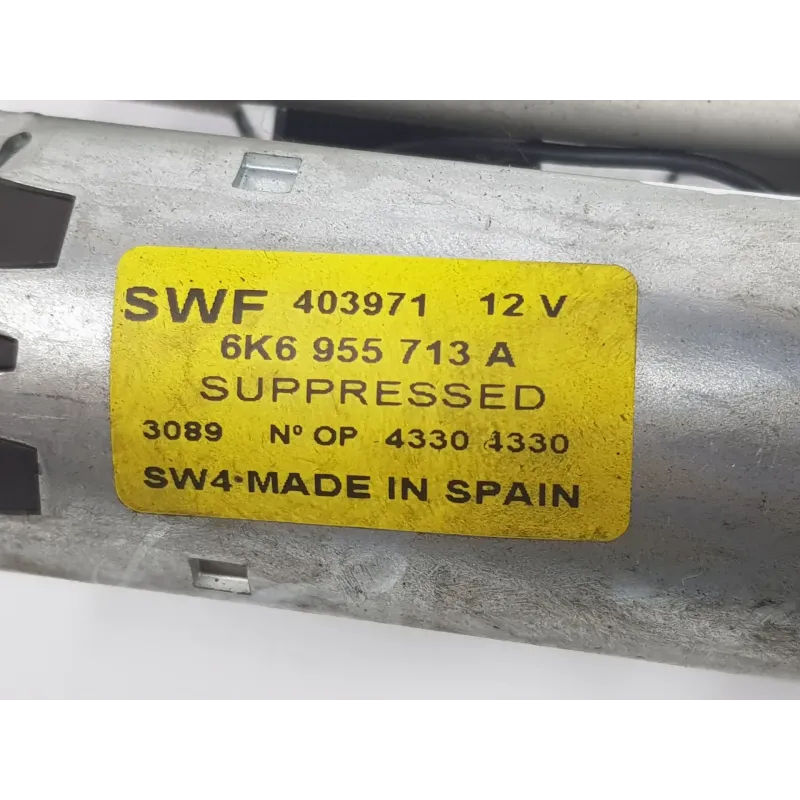 SWF 403971 12 V
6K6 955 713 A
SUPPRESSED
3089 Nº OP 4330 4330
SW4·MADE IN SPAIN